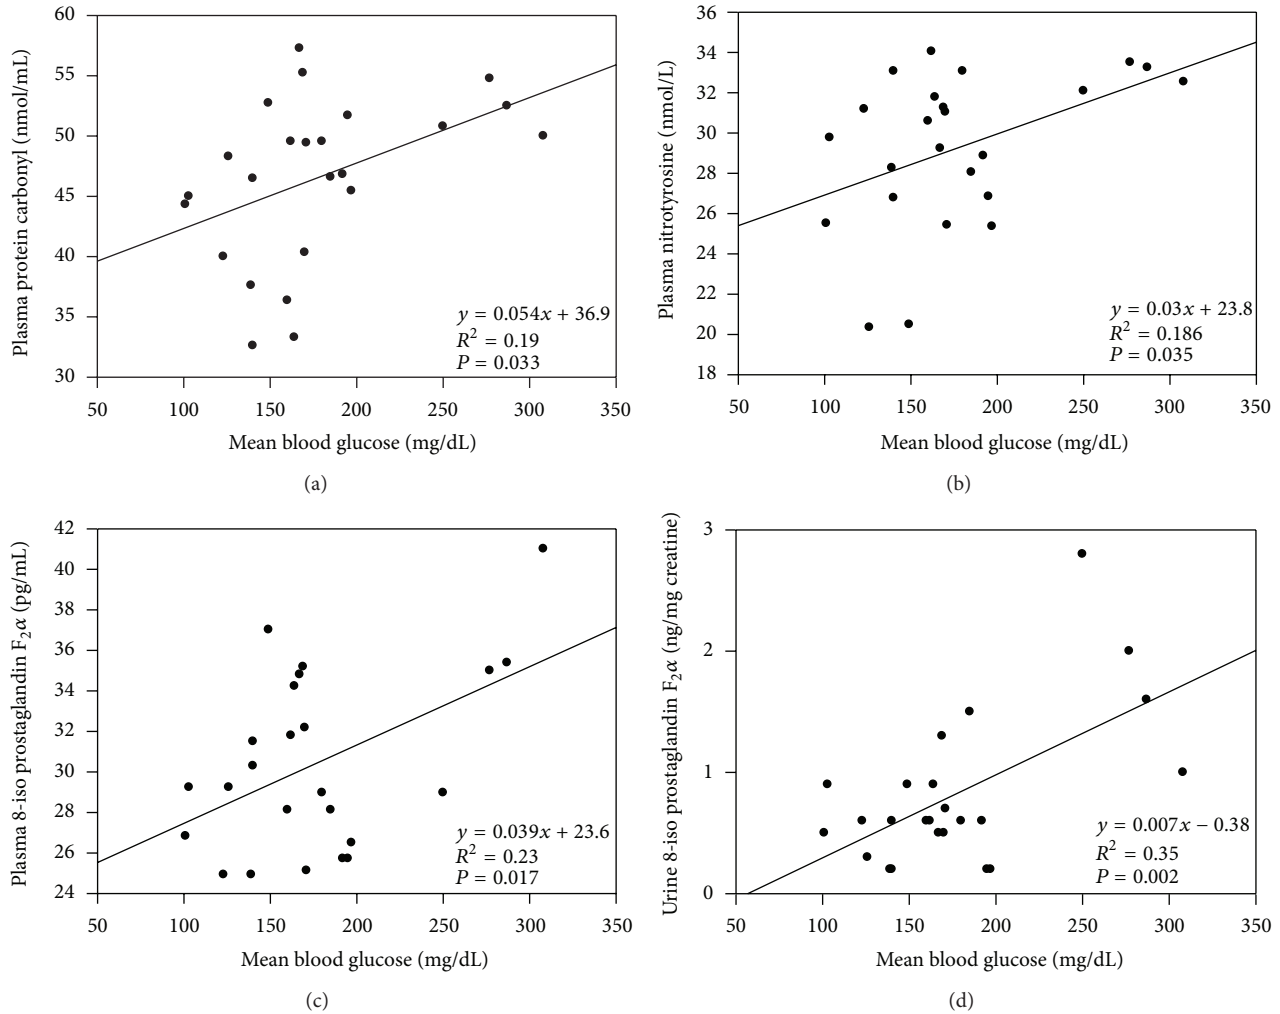 Plasma protein carbonyl (nmol/mL)
60
55
50
45
40
35
30
y = 0.054x + 36.9
R² = 0.19
P = 0.033
50 100 150 200 250 300 350
Mean blood glucose (mg/dL)
(a)
Plasma nitrotyrosine (nmol/L)
36
34
32
30
28
26
24
22
20
18
y = 0.03x + 23.8
R² = 0.186
P = 0.035
50 100 150 200 250 300 350
Mean blood glucose (mg/dL)
(b)
Plasma 8-iso prostaglandin F₂α (pg/mL)
42
40
38
36
34
32
30
28
26
24
y = 0.039x + 23.6
R² = 0.23
P = 0.017
50 100 150 200 250 300 350
Mean blood glucose (mg/dL)
(c)
Urine 8-iso prostaglandin F₂α (ng/mg creatine)
3
2
1
0
y = 0.007x − 0.38
R² = 0.35
P = 0.002
50 100 150 200 250 300 350
Mean blood glucose (mg/dL)
(d)